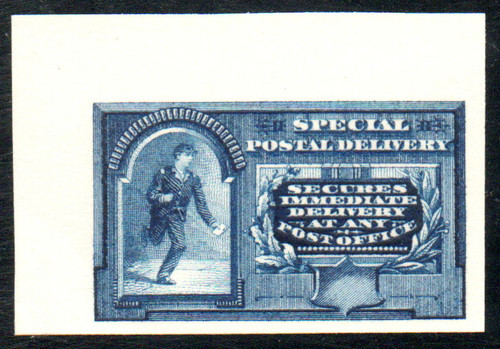 SPECIAL
POSTAL DELIVERY
SECURES
IMMEDIATE
DELIVERY
AT ANY
POST OFFICE